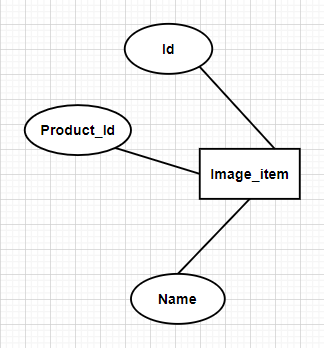 Id
Product_Id
Image_item
Name